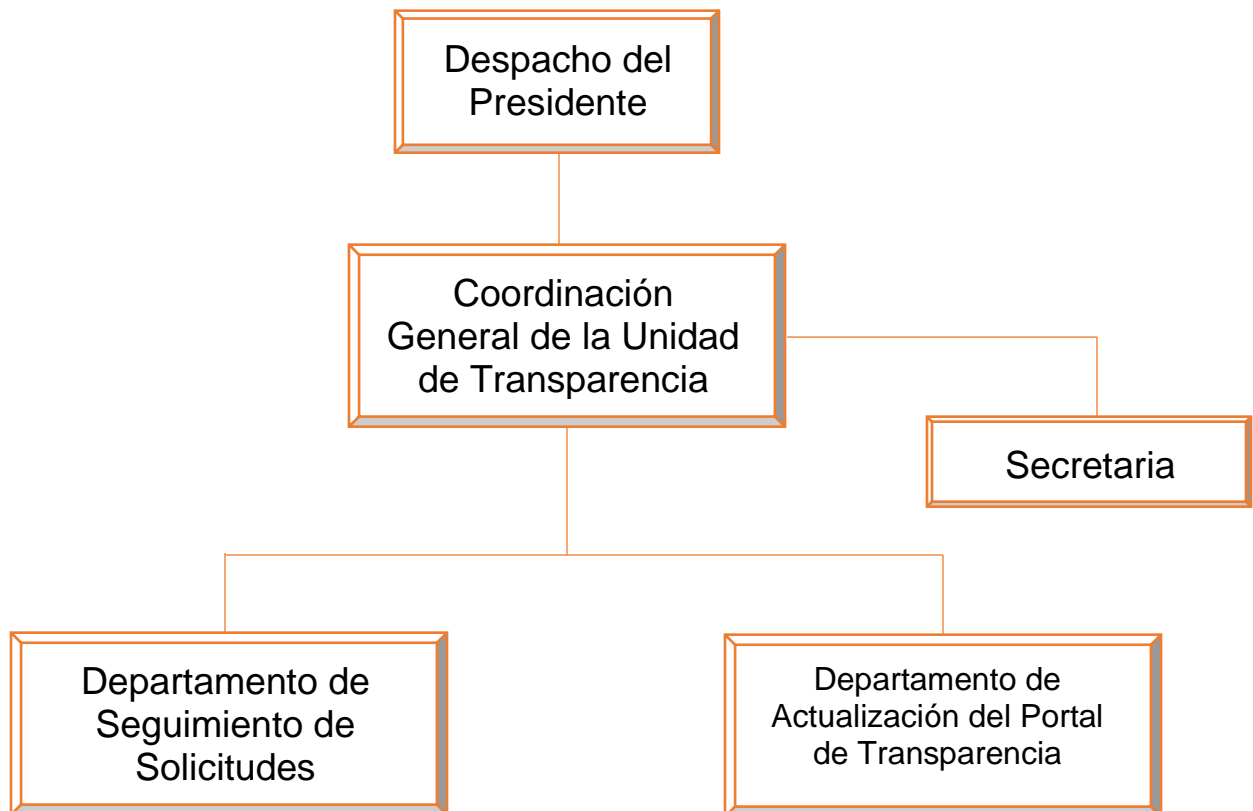 Despacho del
Presidente
Coordinación
General de la Unidad
de Transparencia
Secretaria
Departamento de
Seguimiento de
Solicitudes
Departamento de
Actualización del Portal
de Transparencia